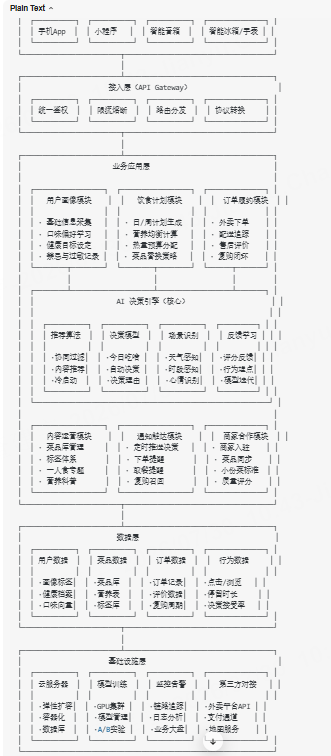 Plain Text
手机App 小程序 智能音箱 智能冰箱/手表
接入层 (API Gateway)
统一鉴权 限流熔断 路由分发 协议转换
业务应用层
用户画像模块 饮食计划模块 订单履约模块
· 基础信息采集 · 日/周计划生成 · 外卖下单
· 口味偏好学习 · 营养均衡计算 · 配送追踪
· 健康目标设定 · 热量预算分配 · 售后评价
· 禁忌与过敏记录 · 菜品替换策略 · 复购闭环
AI 决策引擎 (核心)
推荐算法 决策模型 场景识别 反馈学习
·协同过滤 ·今日吃啥 ·天气感知 ·评分反馈
·内容推荐 ·自动决策 ·时段感知 ·行为埋点
·冷启动 ·决策理由 ·心情识别 ·模型迭代
内容运营模块 通知触达模块 商家合作模块
· 菜品库管理 · 定时推送决策 · 商家入驻
· 标签体系 · 下单提醒 · 菜品同步
· 一人食专题 · 取餐提醒 · 小份菜标准
· 营养科普 · 复购召回 · 质量评分
数据层
用户数据 菜品数据 订单数据 行为数据
·画像标签 ·菜品库 ·订单记录 ·点击/浏览
·健康档案 ·营养表 ·评价数据 ·停留时长
·口味向量 ·标签库 ·复购周期 ·决策接受率
基础设施层
云服务器 模型训练 监控告警 第三方对接
·弹性扩容 ·GPU集群 ·链路追踪 ·外卖平台API
·容器化 ·模型管理 ·日志分析 ·支付通道
·数据库 ·A/B实验 ·业务大盘 ·地图服务